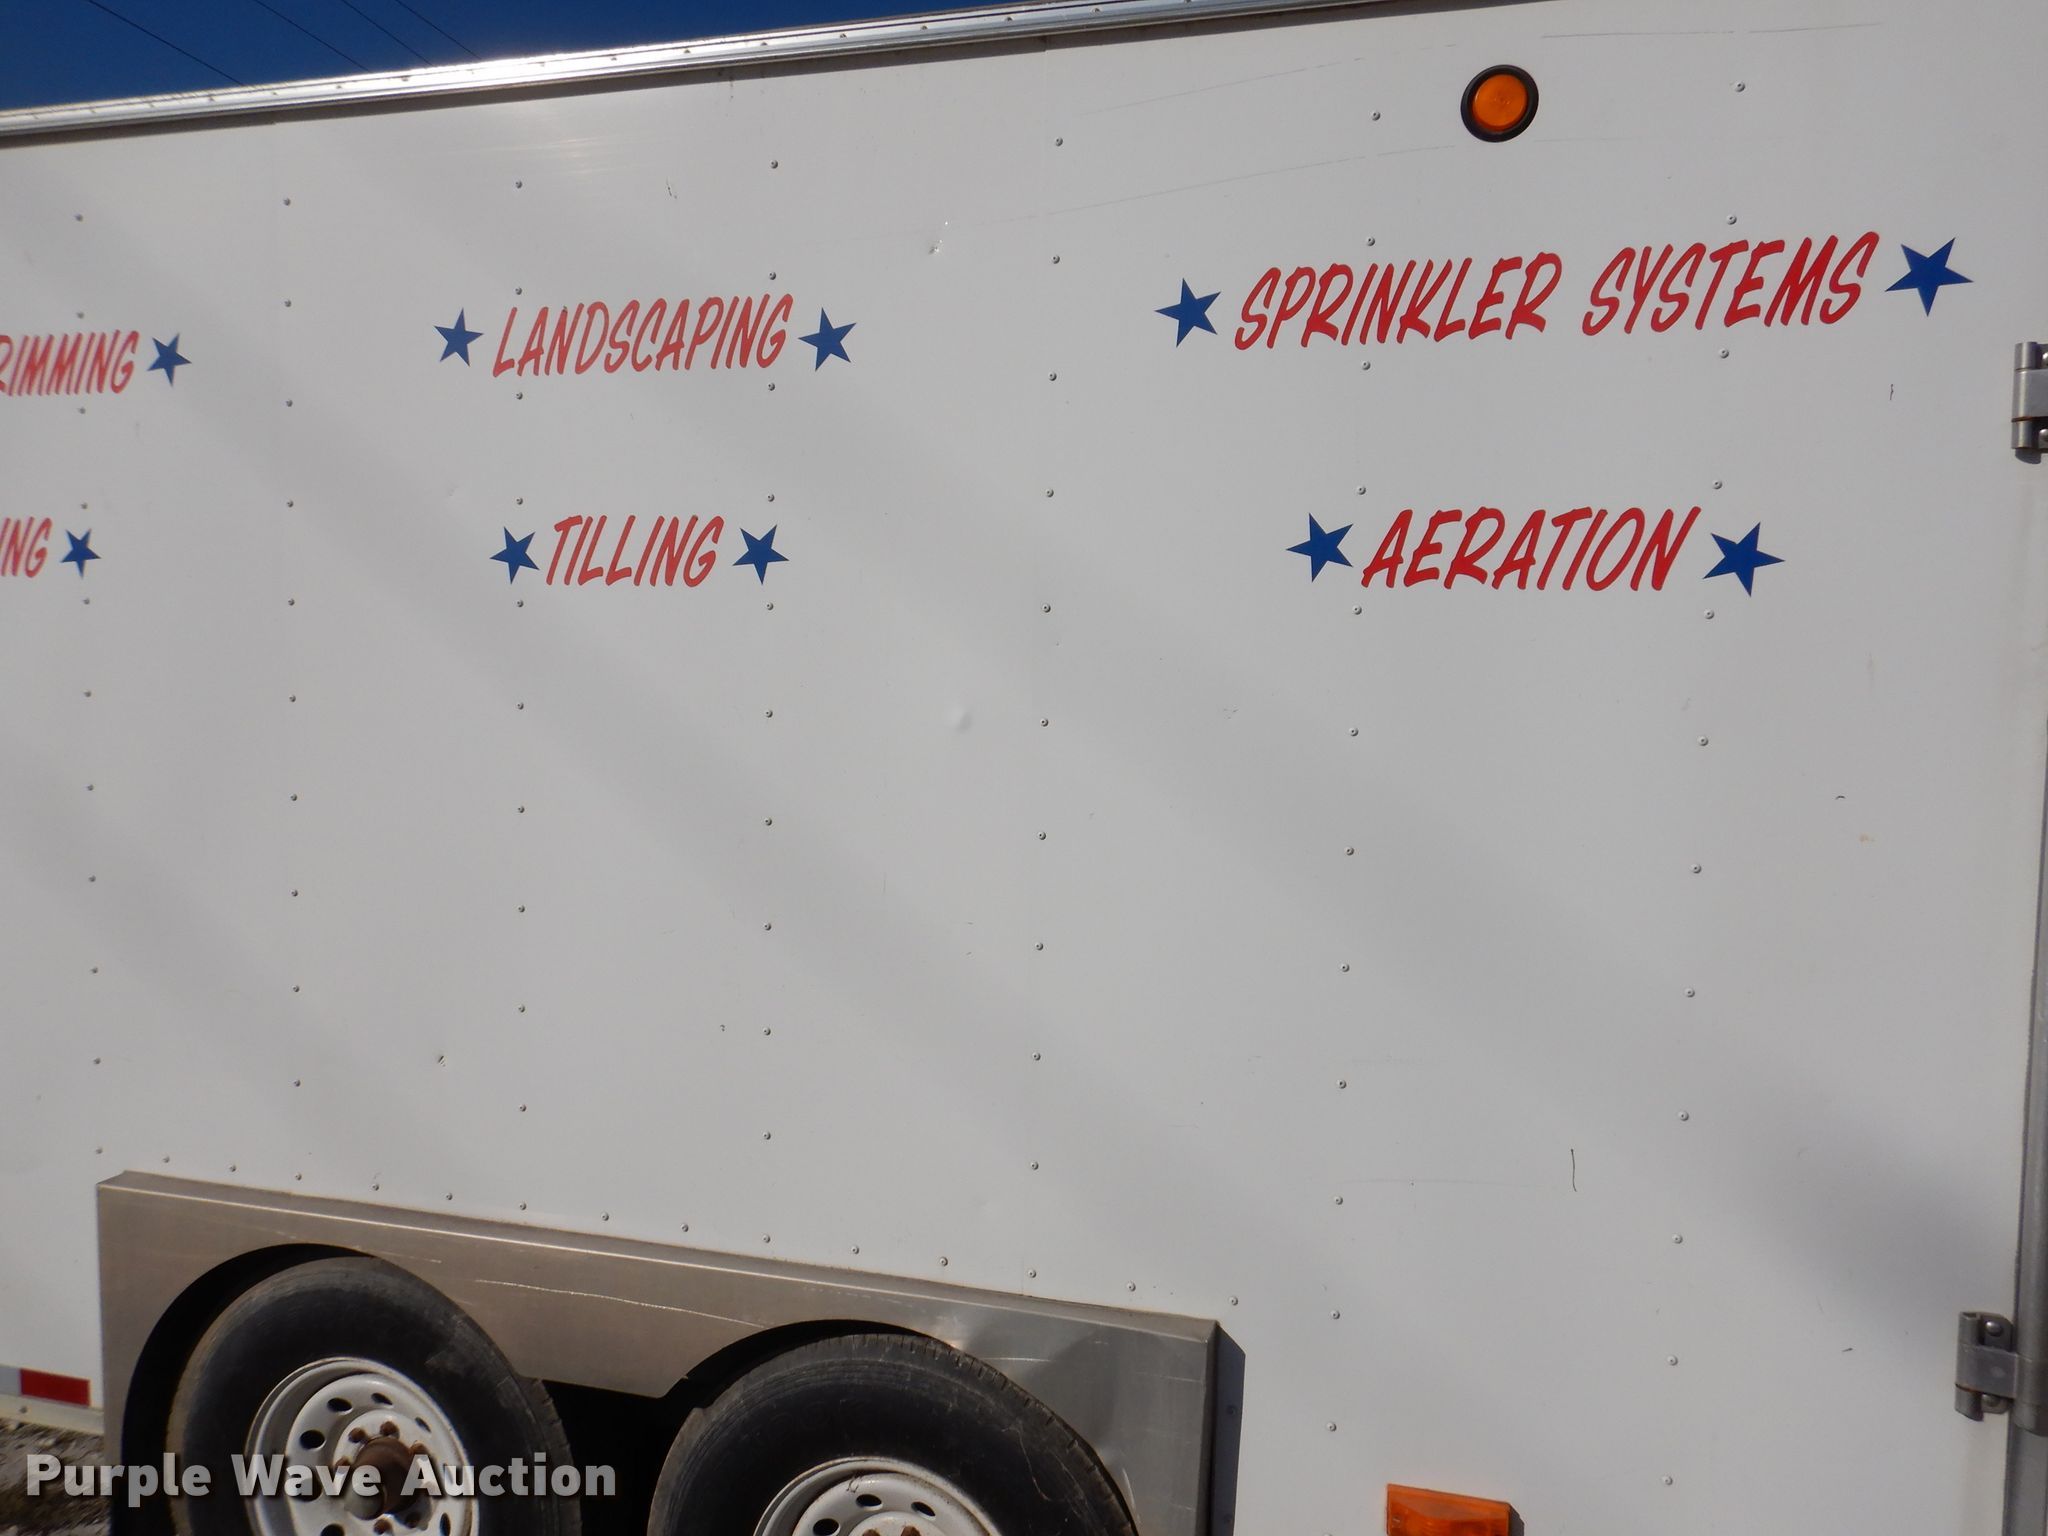 RIMMING LANDSCAPING SPRINKLER SYSTEMS
ING TILLING AERATION
Purple Wave Auction